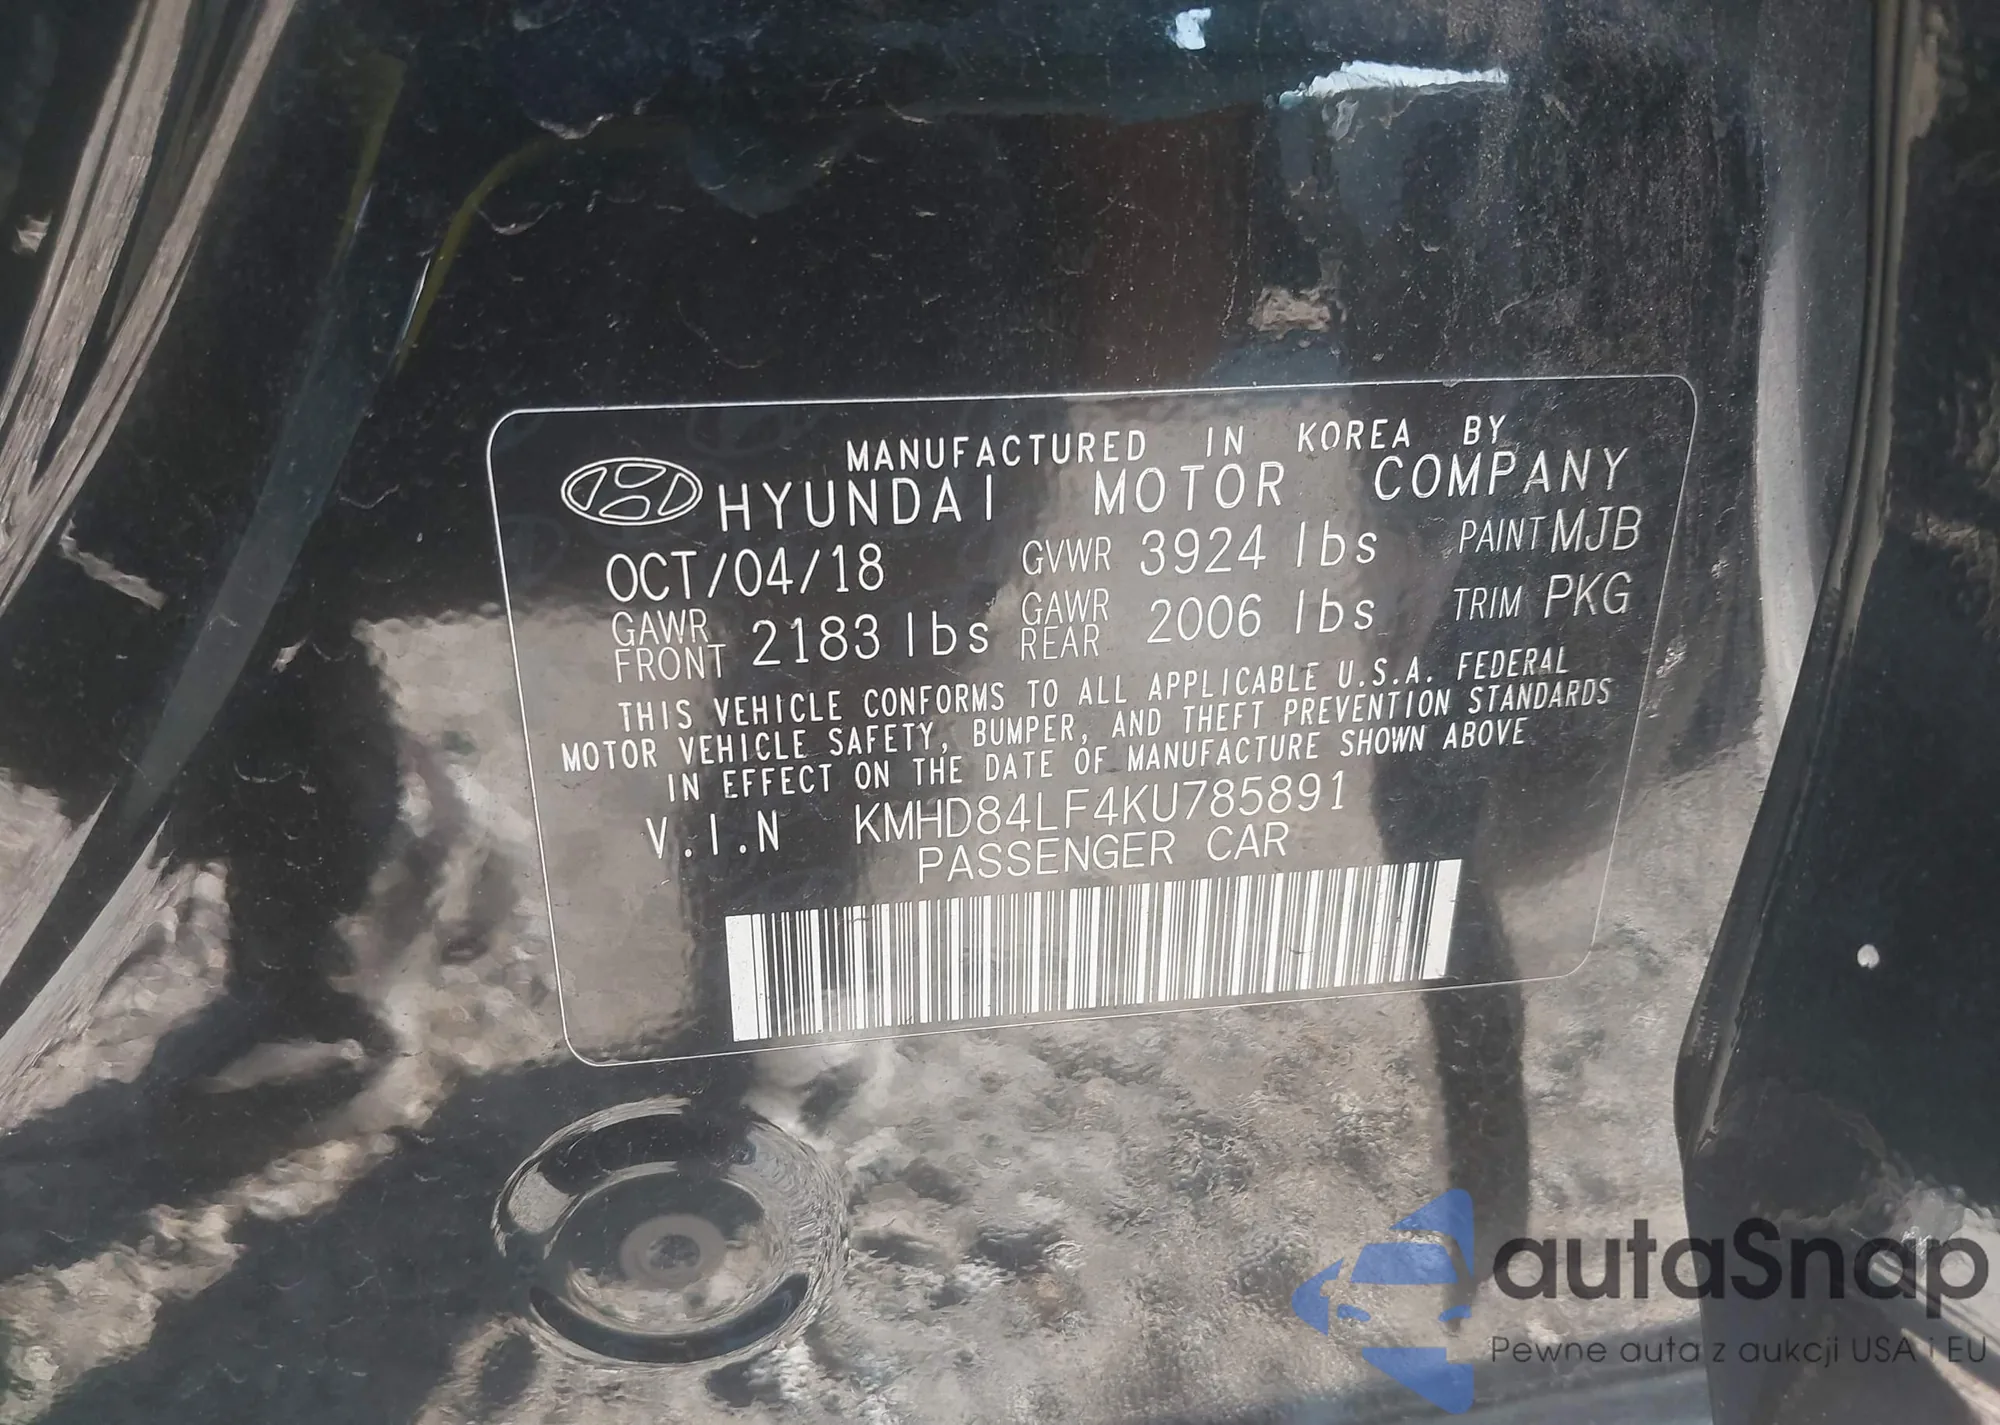 MANUFACTURED IN KOREA BY
HYUNDAI MOTOR COMPANY
OCT/04/18 GVWR 3924 lbs PAINT MJB
GAWR FRONT 2183 lbs GAWR REAR 2006 lbs TRIM PKG
THIS VEHICLE CONFORMS TO ALL APPLICABLE U.S.A. FEDERAL
MOTOR VEHICLE SAFETY, BUMPER, AND THEFT PREVENTION STANDARDS
IN EFFECT ON THE DATE OF MANUFACTURE SHOWN ABOVE
V.I.N KMHD84LF4KU785891
PASSENGER CAR
autaSnap
Pewne auta z aukcji USA i EU